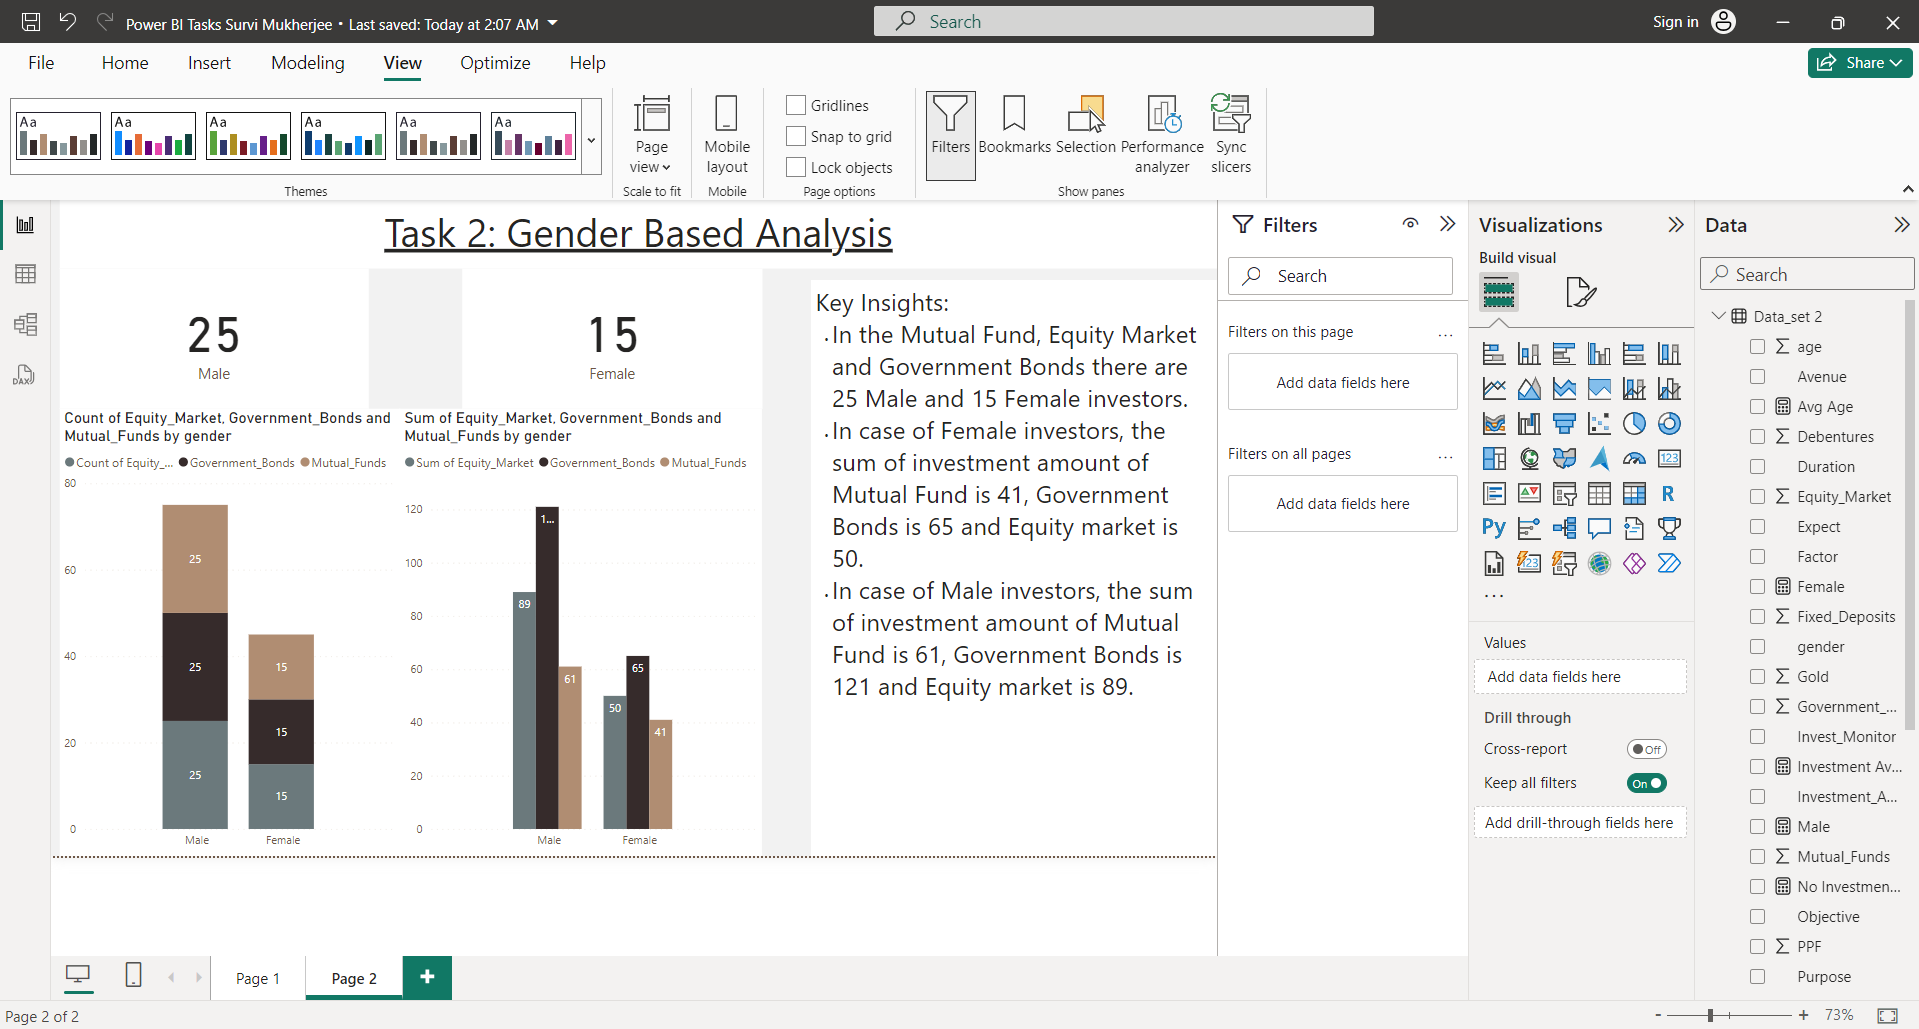 Power BI Tasks Survi Mukherjee • Last saved: Today at 2:07 AM
Search
Sign in
File Home Insert Modeling View Optimize Help
Share
Aa Aa Aa Aa Aa Aa
Themes
Page view
Scale to fit
Mobile layout
Mobile
Gridlines
Snap to grid
Lock objects
Page options
Filters
Bookmarks
Selection
Performance analyzer
Sync slicers
Show panes
DAX
Task 2: Gender Based Analysis
25
Male
15
Female
Count of Equity_Market, Government_Bonds and
Mutual_Funds by gender
Count of Equity_... Government_Bonds Mutual_Funds
80
60
40
20
0
25
25
25
15
15
15
Male Female
Sum of Equity_Market, Government_Bonds and
Mutual_Funds by gender
Sum of Equity_Market Government_Bonds Mutual_Funds
120
100
80
60
40
20
0
89
1...
61
50
65
41
Male Female
Key Insights:
. In the Mutual Fund, Equity Market
and Government Bonds there are
25 Male and 15 Female investors.
. In case of Female investors, the
sum of investment amount of
Mutual Fund is 41, Government
Bonds is 65 and Equity market is
50.
. In case of Male investors, the sum
of investment amount of Mutual
Fund is 61, Government Bonds is
121 and Equity market is 89.
Filters
Search
Filters on this page ...
Add data fields here
Filters on all pages ...
Add data fields here
Visualizations
Build visual
123
R
Py
123
...
Values
Add data fields here
Drill through
Cross-report Off
Keep all filters On
Add drill-through fields here
Data
Search
Data_set 2
age
Avenue
Avg Age
Debentures
Duration
Equity_Market
Expect
Factor
Female
Fixed_Deposits
gender
Gold
Government_...
Invest_Monitor
Investment Av...
Investment_A...
Male
Mutual_Funds
No Investmen...
Objective
PPF
Purpose
Page 1 Page 2 +
Page 2 of 2
- + 73%